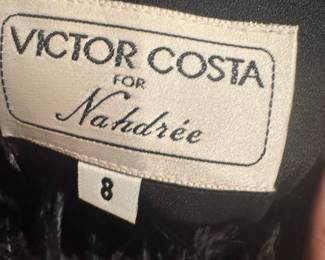 VICTOR COSTA
FOR
Nahdrée
8